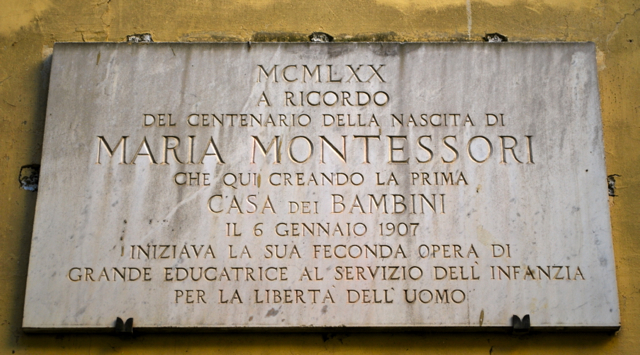 MCMLXX
A RICORDO
DEL CENTENARIO DELLA NASCITA DI
MARIA MONTESSORI
CHE QUI CREANDO LA PRIMA
CASA DEI BAMBINI
IL 6 GENNAIO 1907
INIZIAVA LA SUA FECONDA OPERA DI
GRANDE EDUCATRICE AL SERVIZIO DELL'INFANZIA
PER LA LIBERTA DELL'UOMO